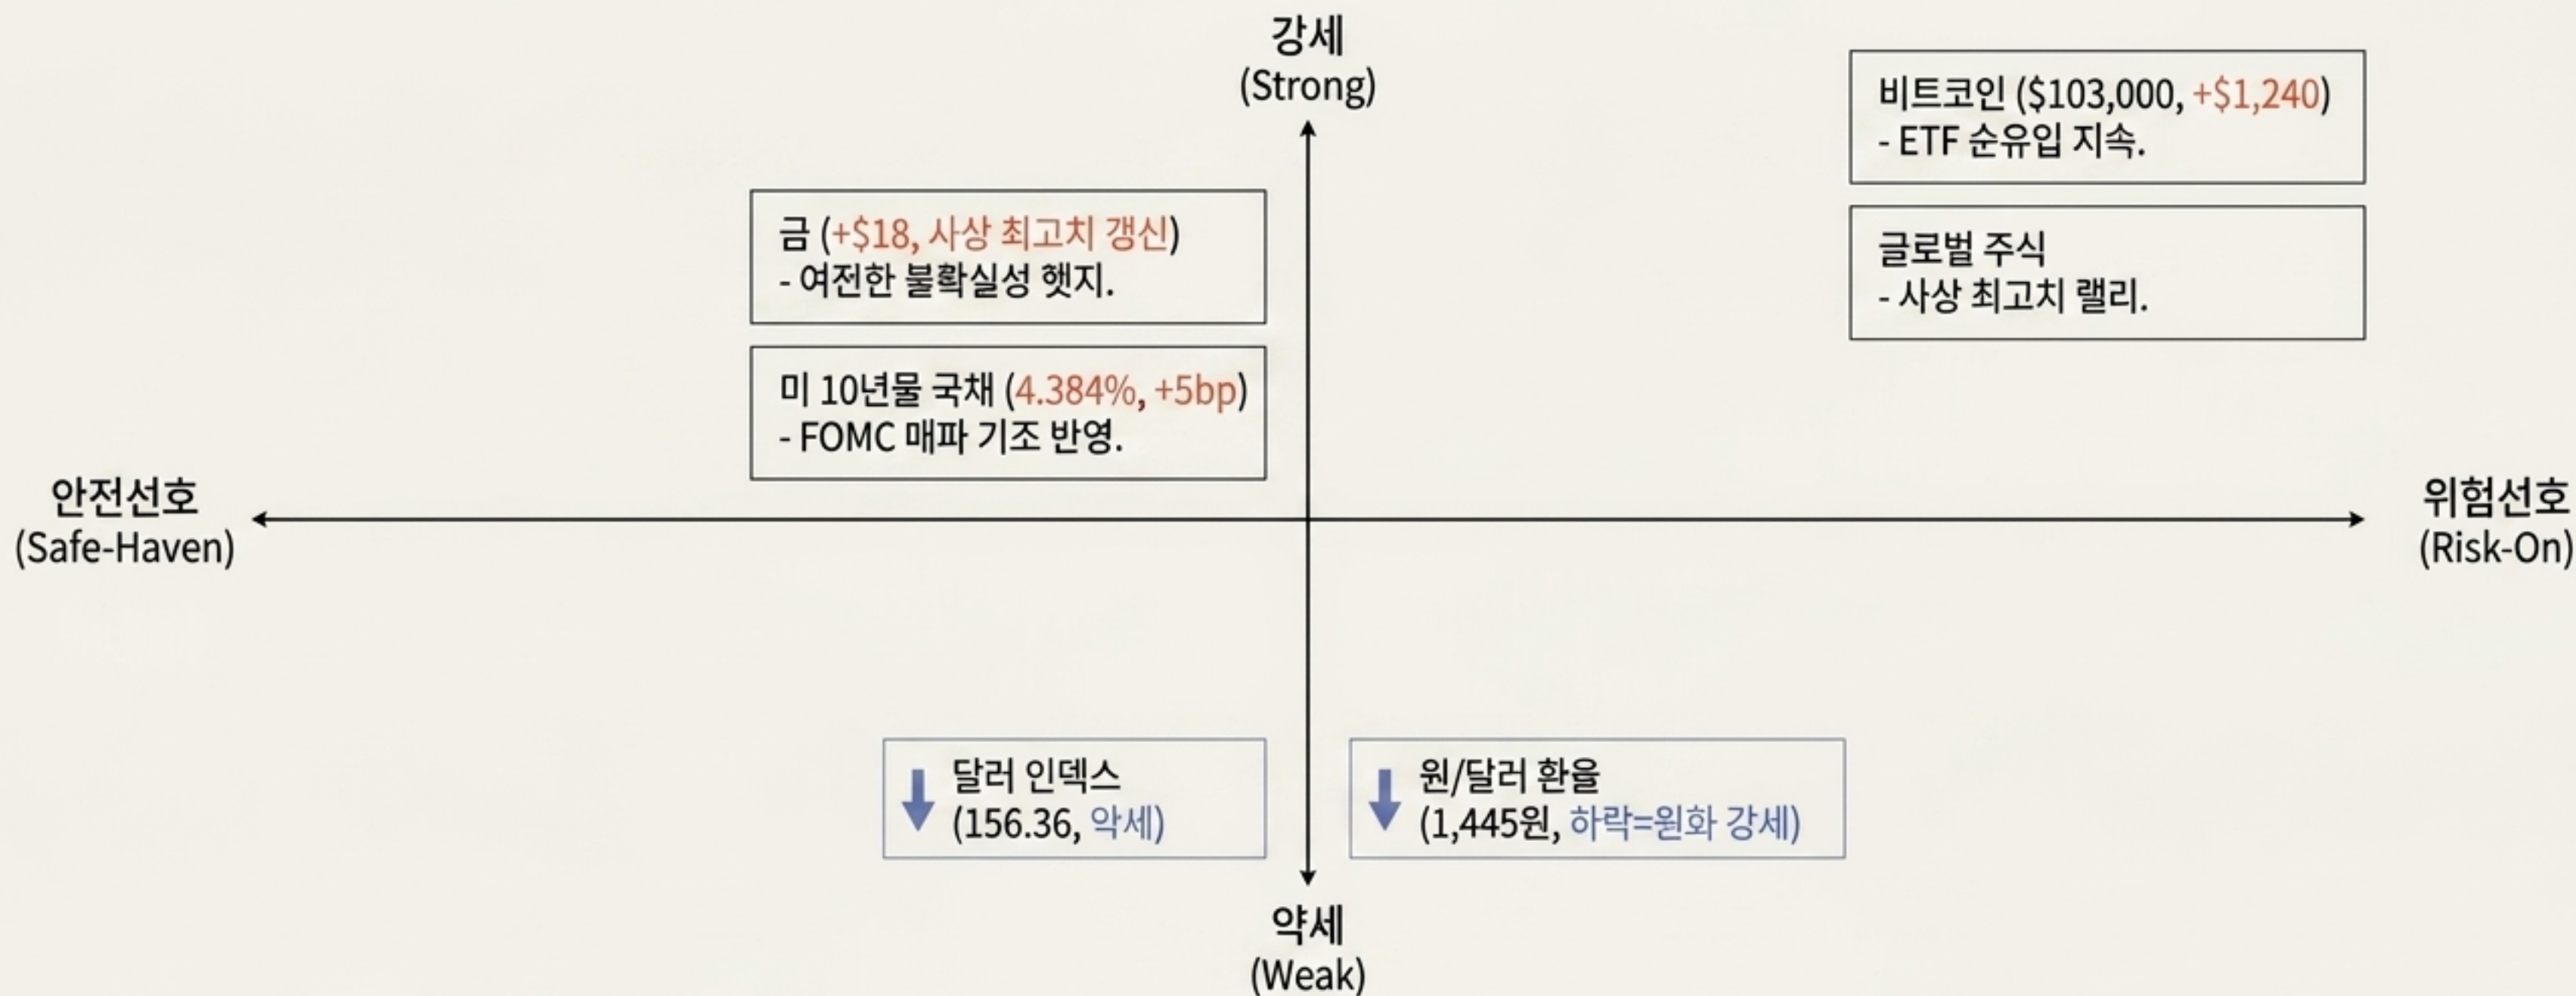 강세
(Strong)
비트코인 ($103,000, +$1,240)
- ETF 순유입 지속.
금 (+$18, 사상 최고치 갱신)
- 여전한 불확실성 헷지.
글로벌 주식
- 사상 최고치 랠리.
미 10년물 국채 (4.384%, +5bp)
- FOMC 매파 기조 반영.
안전선호
(Safe-Haven)
위험선호
(Risk-On)
달러 인덱스
(156.36, 악세)
원/달러 환율
(1,445원, 하락=원화 강세)
약세
(Weak)